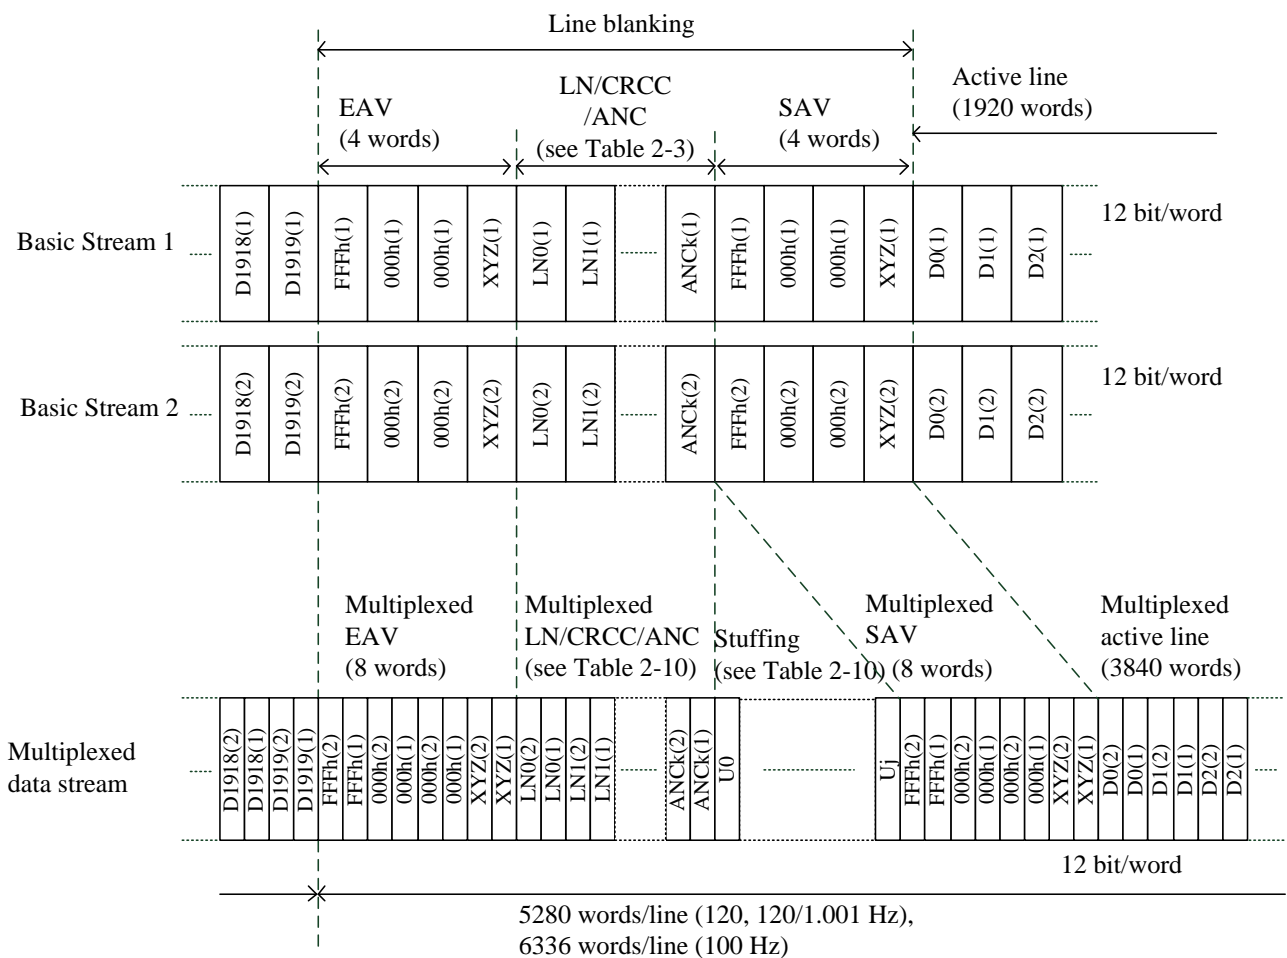 Line blanking
EAV
(4 words)
LN/CRCC
/ANC
(see Table 2-3)
SAV
(4 words)
Active line
(1920 words)
Basic Stream 1
D1918(1) D1919(1) FFFh(1) 000h(1) 000h(1) XYZ(1) LN0(1) LN1(1) ANCk(1) FFFh(1) 000h(1) 000h(1) XYZ(1) D0(1) D1(1) D2(1)
12 bit/word
Basic Stream 2
D1918(2) D1919(2) FFFh(2) 000h(2) 000h(2) XYZ(2) LN0(2) LN1(2) ANCk(2) FFFh(2) 000h(2) 000h(2) XYZ(2) D0(2) D1(2) D2(2)
12 bit/word
Multiplexed
EAV
(8 words)
Multiplexed
LN/CRCC/ANC
(see Table 2-10)
Stuffing
(see Table 2-10)
Multiplexed
SAV
(8 words)
Multiplexed
active line
(3840 words)
Multiplexed
data stream
D1918(2) D1918(1) D1919(2) D1919(1) FFFh(2) FFFh(1) 000h(2) 000h(1) 000h(2) 000h(1) XYZ(2) XYZ(1) LN0(2) LN0(1) LN1(2) LN1(1) ANCk(2) ANCk(1) U0 Uj FFFh(2) FFFh(1) 000h(2) 000h(1) 000h(2) 000h(1) XYZ(2) XYZ(1) D0(2) D0(1) D1(2) D1(1) D2(2) D2(1)
12 bit/word
5280 words/line (120, 120/1.001 Hz),
6336 words/line (100 Hz)